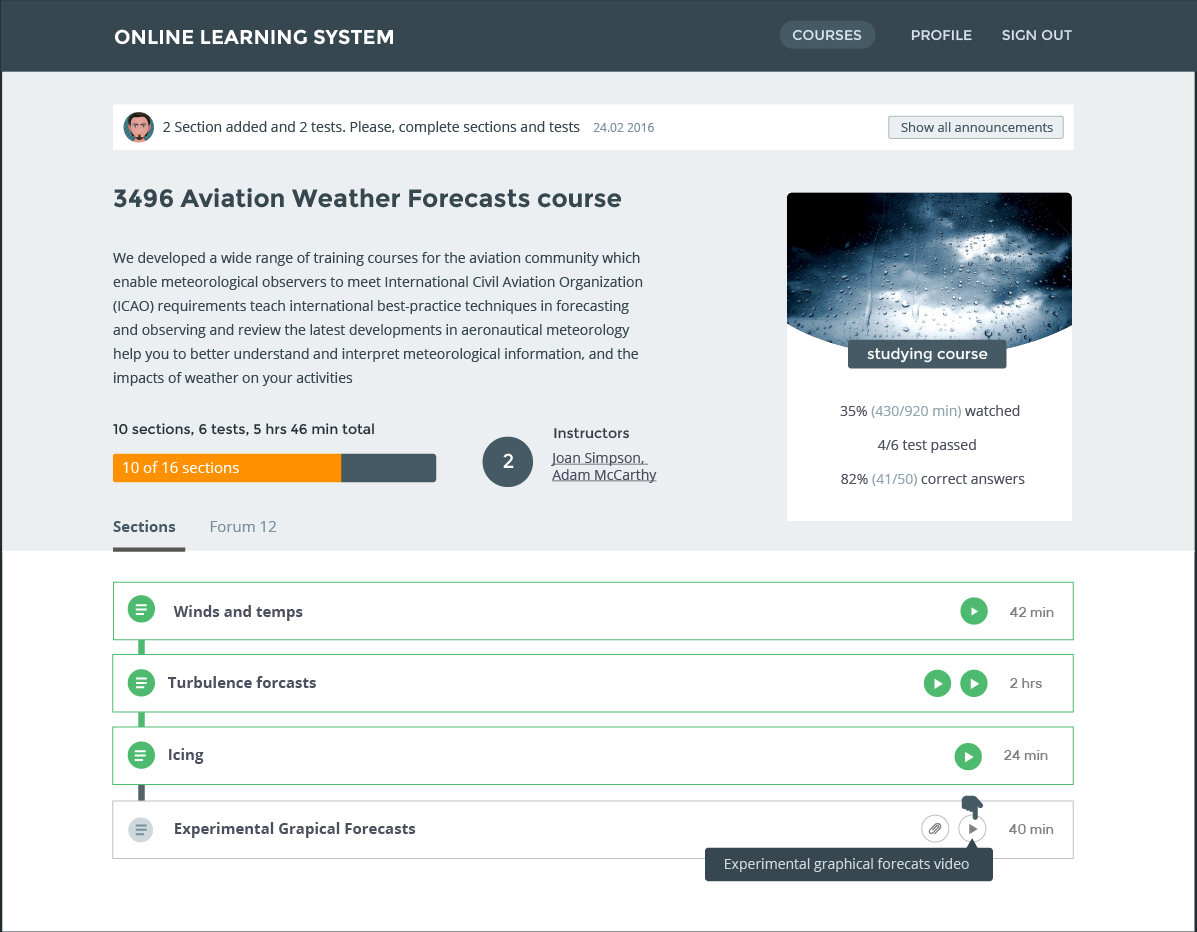 ONLINE LEARNING SYSTEM
COURSES
PROFILE
SIGN OUT
2 Section added and 2 tests. Please, complete sections and tests
24.02 2016
Show all announcements
3496 Aviation Weather Forecasts course
We developed a wide range of training courses for the aviation community which
enable meteorological observers to meet International Civil Aviation Organization
(ICAO) requirements teach international best-practice techniques in forecasting
and observing and review the latest developments in aeronautical meteorology
help you to better understand and interpret meteorological information, and the
impacts of weather on your activities
10 sections, 6 tests, 5 hrs 46 min total
10 of 16 sections
2
Instructors
Joan Simpson,
Adam McCarthy
studying course
35% (430/920 min) watched
4/6 test passed
82% (41/50) correct answers
Sections
Forum 12
Winds and temps
42 min
Turbulence forcasts
2 hrs
Icing
24 min
Experimental Grapical Forecasts
40 min
Experimental graphical forecats video